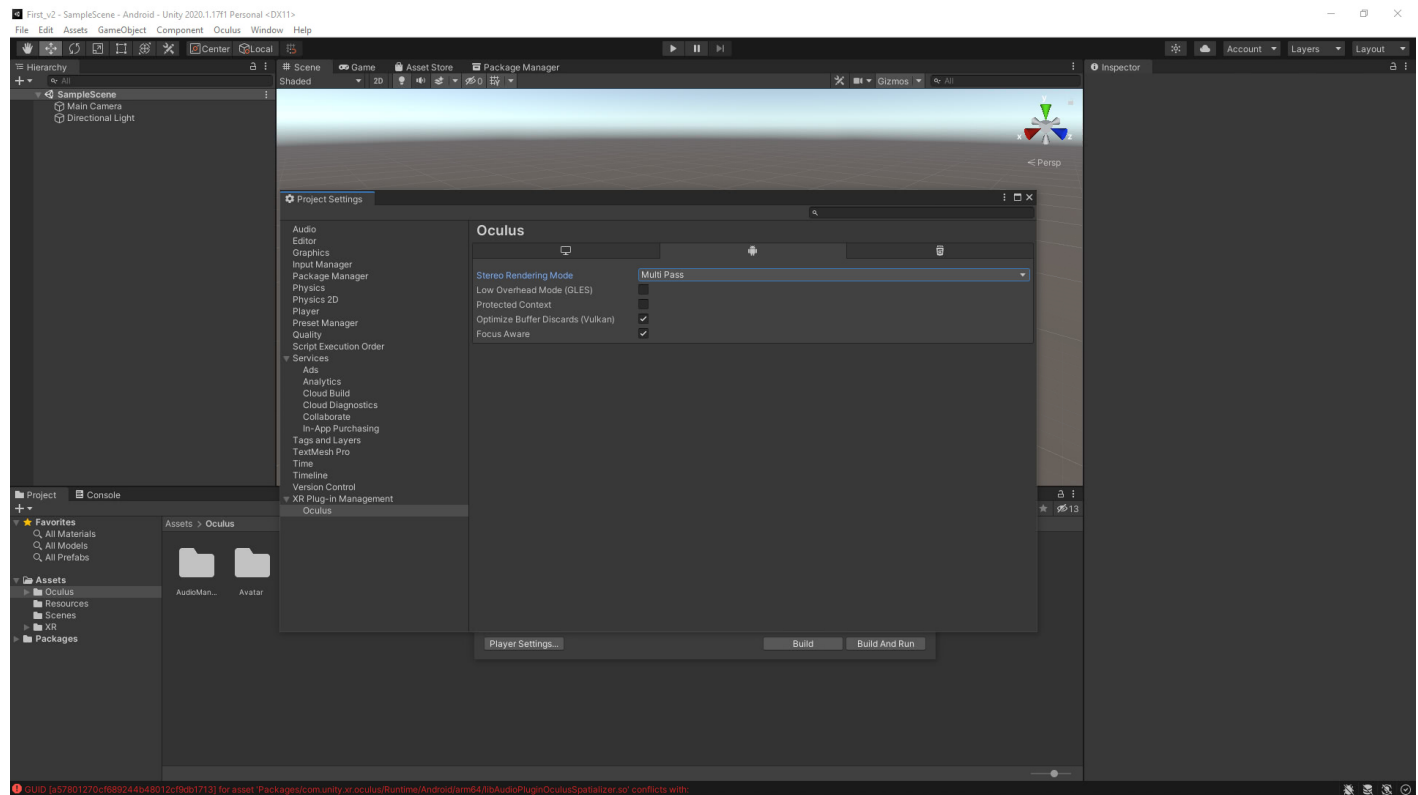 First_v2 - SampleScene - Android - Unity 2020.1.17f1 Personal <DX11>
File Edit Assets GameObject Component Oculus Window Help
Center Local Account Layers Layout
Hierarchy # Scene Game Asset Store Package Manager Inspector
All Shaded 2D 0 Gizmos All
SampleScene
Main Camera
Directional Light
y
x z
Persp
Project Settings
Oculus
Audio
Editor
Graphics
Input Manager
Package Manager
Physics
Physics 2D
Player
Preset Manager
Quality
Script Execution Order
Services
Ads
Analytics
Cloud Build
Cloud Diagnostics
Collaborate
In-App Purchasing
Tags and Layers
TextMesh Pro
Time
Timeline
Version Control
XR Plug-in Management
Oculus
Stereo Rendering Mode Multi Pass
Low Overhead Mode (GLES)
Protected Context
Optimize Buffer Discards (Vulkan)
Focus Aware
Player Settings... Build Build And Run
Project Console
13
Favorites
All Materials
All Models
All Prefabs
Assets
Oculus
Resources
Scenes
XR
Packages
Assets > Oculus
AudioMan... Avatar
GUID [a57801270cf689244b48012cf9db1713] for asset 'Packages/com.unity.xr.oculus/Runtime/Android/arm64/libAudioPluginOculusSpatializer.so' conflicts with: